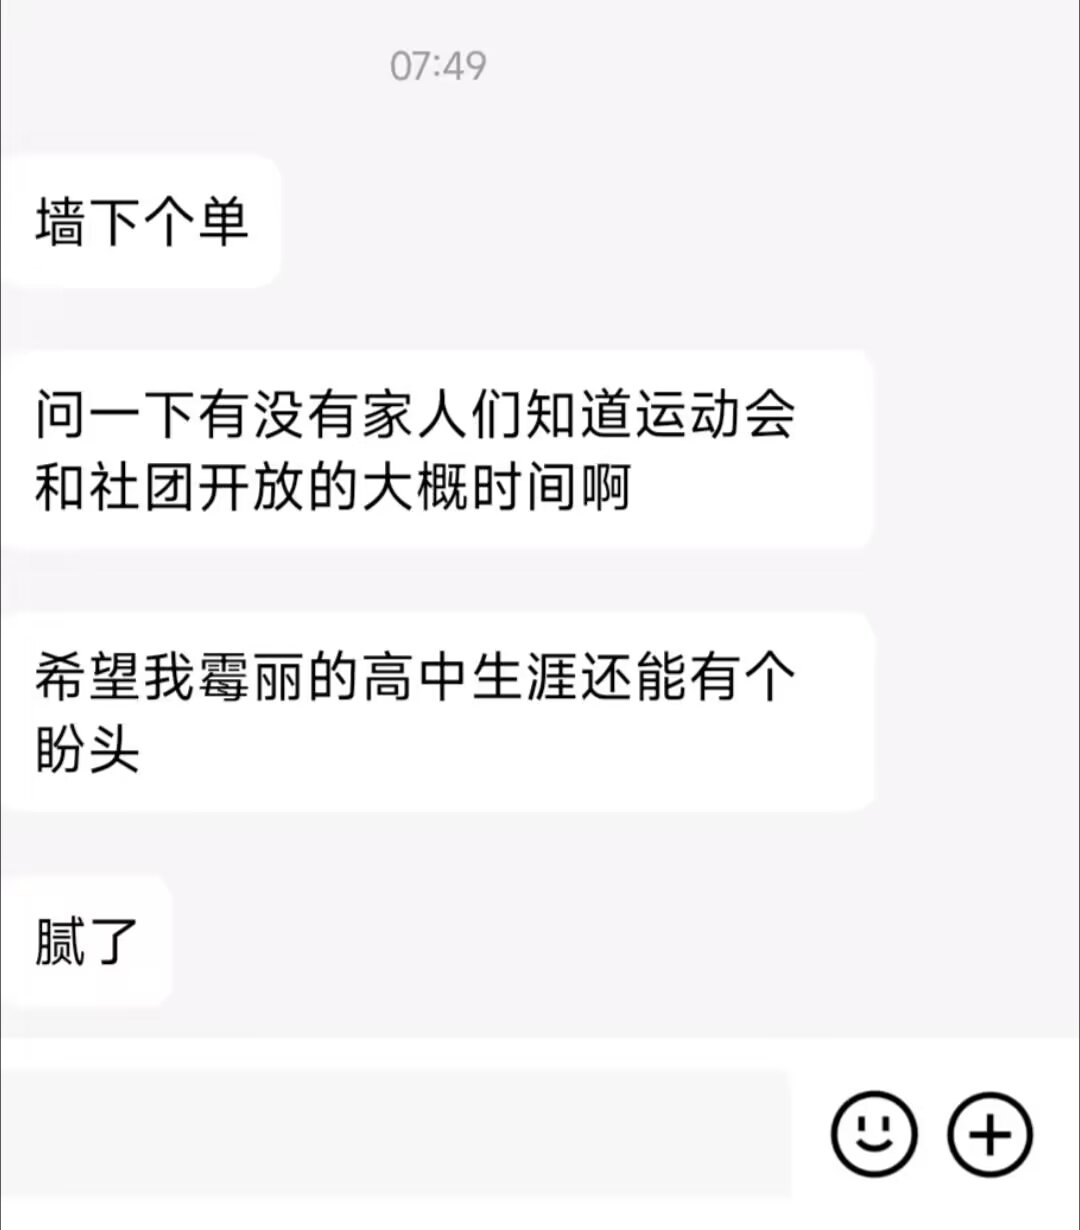 07:49
墙下个单
问一下有没有家人们知道运动会
和社团开放的大概时间啊
希望我霉丽的高中生涯还能有个
盼头
腻了